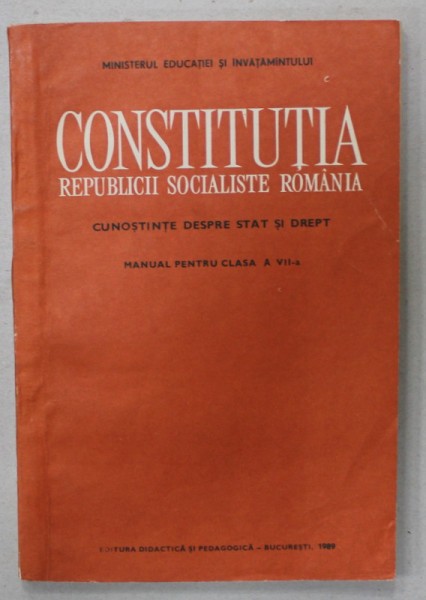 MINISTERUL EDUCAȚIEI ȘI ÎNVĂȚĂMÎNTULUI
CONSTITUȚIA
REPUBLICII SOCIALISTE ROMÂNIA
CUNOȘTINȚE DESPRE STAT ȘI DREPT
MANUAL PENTRU CLASA A VII-a
EDITURA DIDACTICĂ ȘI PEDAGOGICĂ – BUCUREȘTI, 1989